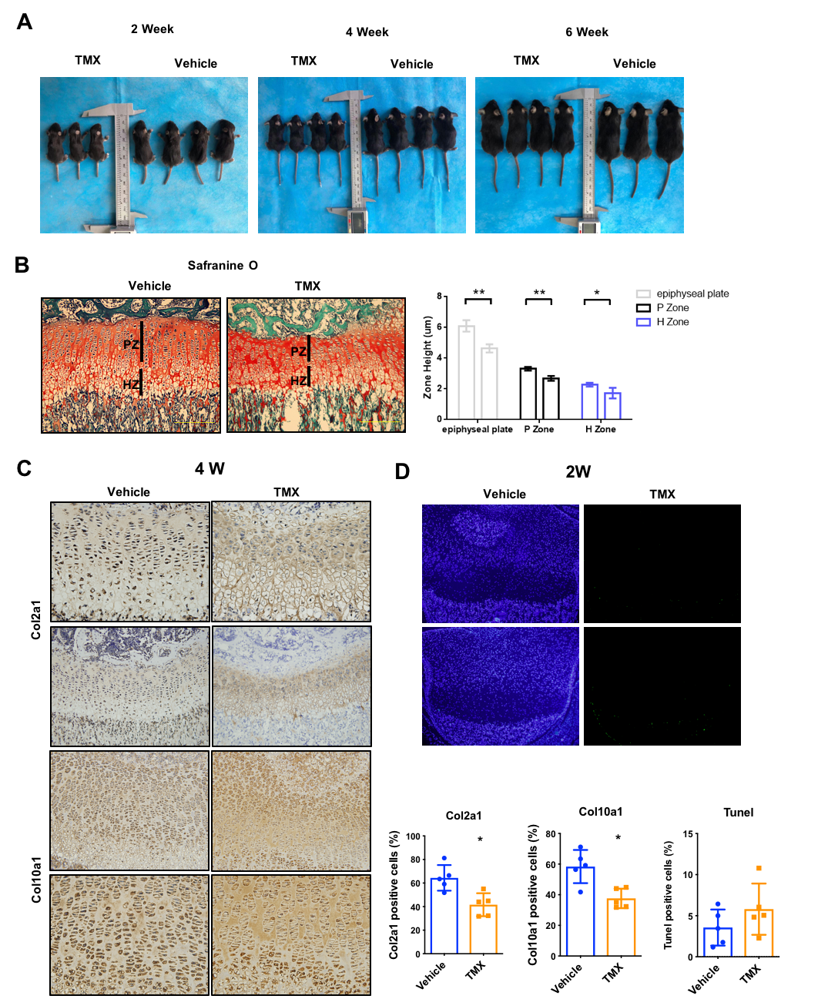 A
2 Week
4 Week
6 Week
TMX
Vehicle
TMX
Vehicle
TMX
Vehicle
B
Safranine O
Vehicle
TMX
PZ
HZ
PZ
HZ
Zone Height (um)
8
6
4
2
0
**
**
*
epiphyseal plate
P Zone
H Zone
epiphyseal plate
P Zone
H Zone
C
4 W
Vehicle
TMX
Col2a1
Col10a1
D
2W
Vehicle
TMX
Col2a1
Col2a1 positive cells (%)
100
80
60
40
20
0
*
Vehicle
TMX
Col10a1
Col10a1 positive cells (%)
80
60
40
20
0
*
Vehicle
TMX
Tunel
Tunel positive cells (%)
15
10
5
0
Vehicle
TMX